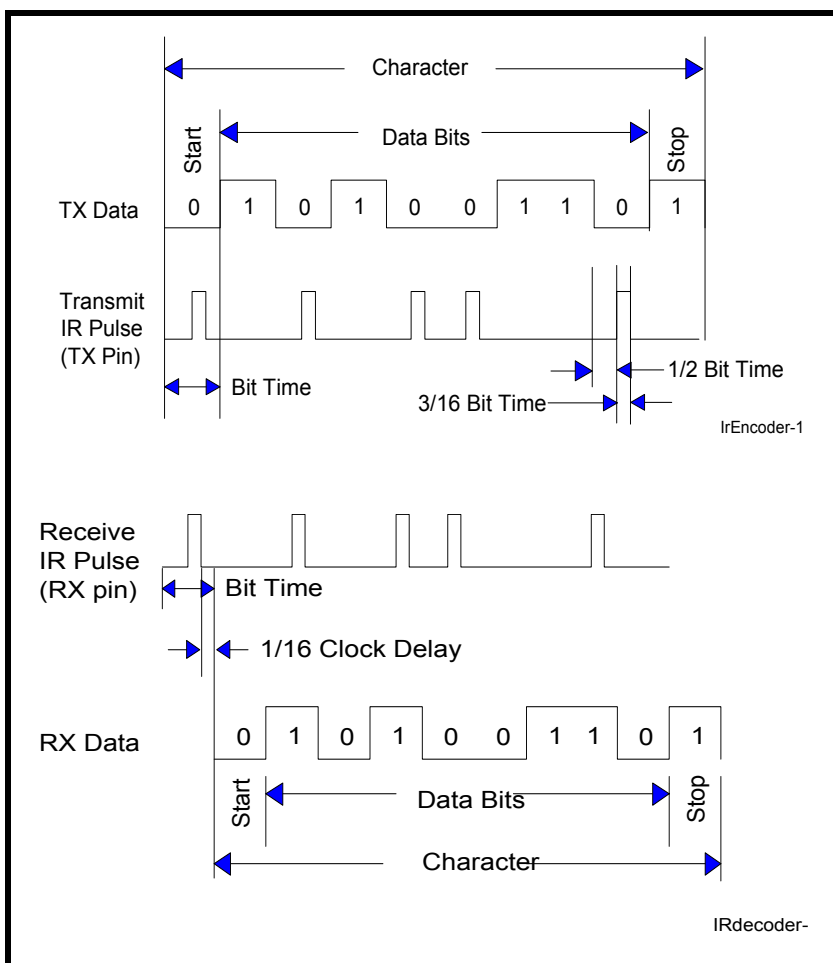 Character
Start
Data Bits
Stop
TX Data
0 1 0 1 0 0 1 1 0 1
Transmit
IR Pulse
(TX Pin)
Bit Time
1/2 Bit Time
3/16 Bit Time
IrEncoder-1
Receive
IR Pulse
(RX pin)
Bit Time
1/16 Clock Delay
RX Data
0 1 0 1 0 0 1 1 0 1
Start
Data Bits
Stop
Character
IRdecoder-